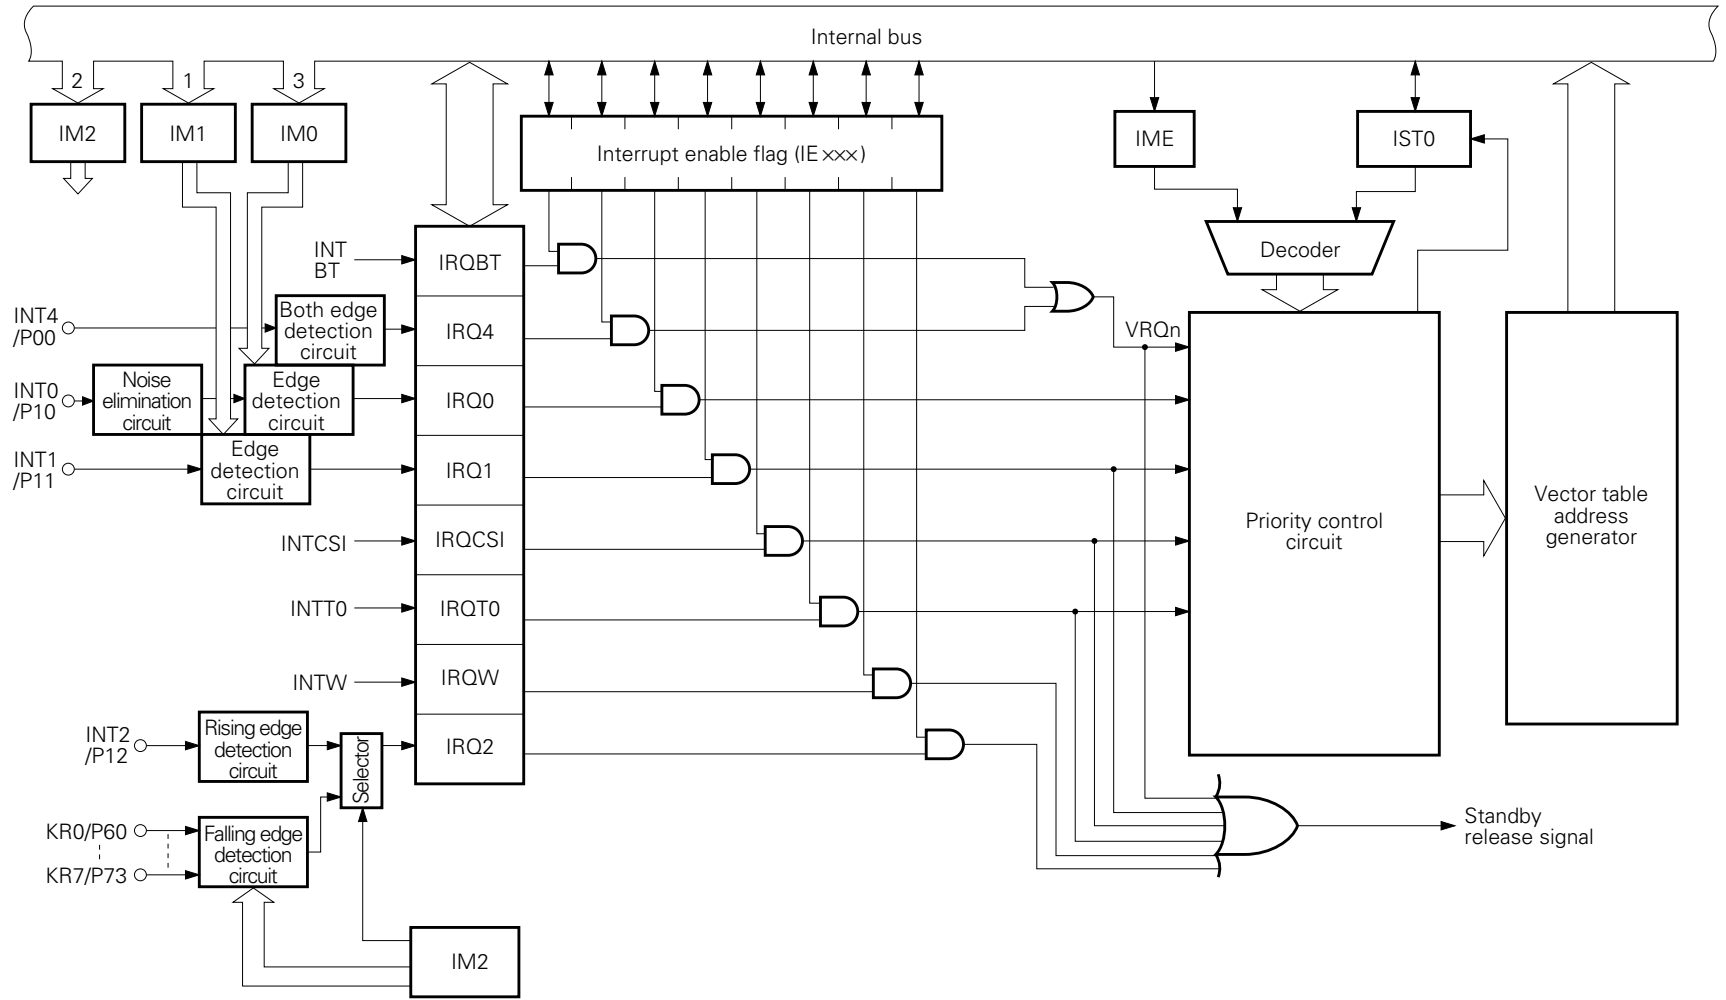 Internal bus
2
1
3
IM2
IM1
IM0
Interrupt enable flag (IE ×××)
IME
IST0
Decoder
INT
BT
IRQBT
INT4
/P00
Both edge
detection
circuit
IRQ4
VRQn
INT0
/P10
Noise
elimination
circuit
Edge
detection
circuit
IRQ0
INT1
/P11
Edge
detection
circuit
IRQ1
INTCSI
IRQCSI
Priority control
circuit
Vector table
address
generator
INTT0
IRQT0
INTW
IRQW
INT2
/P12
Rising edge
detection
circuit
Selector
IRQ2
KR0/P60
KR7/P73
Falling edge
detection
circuit
Standby
release signal
IM2